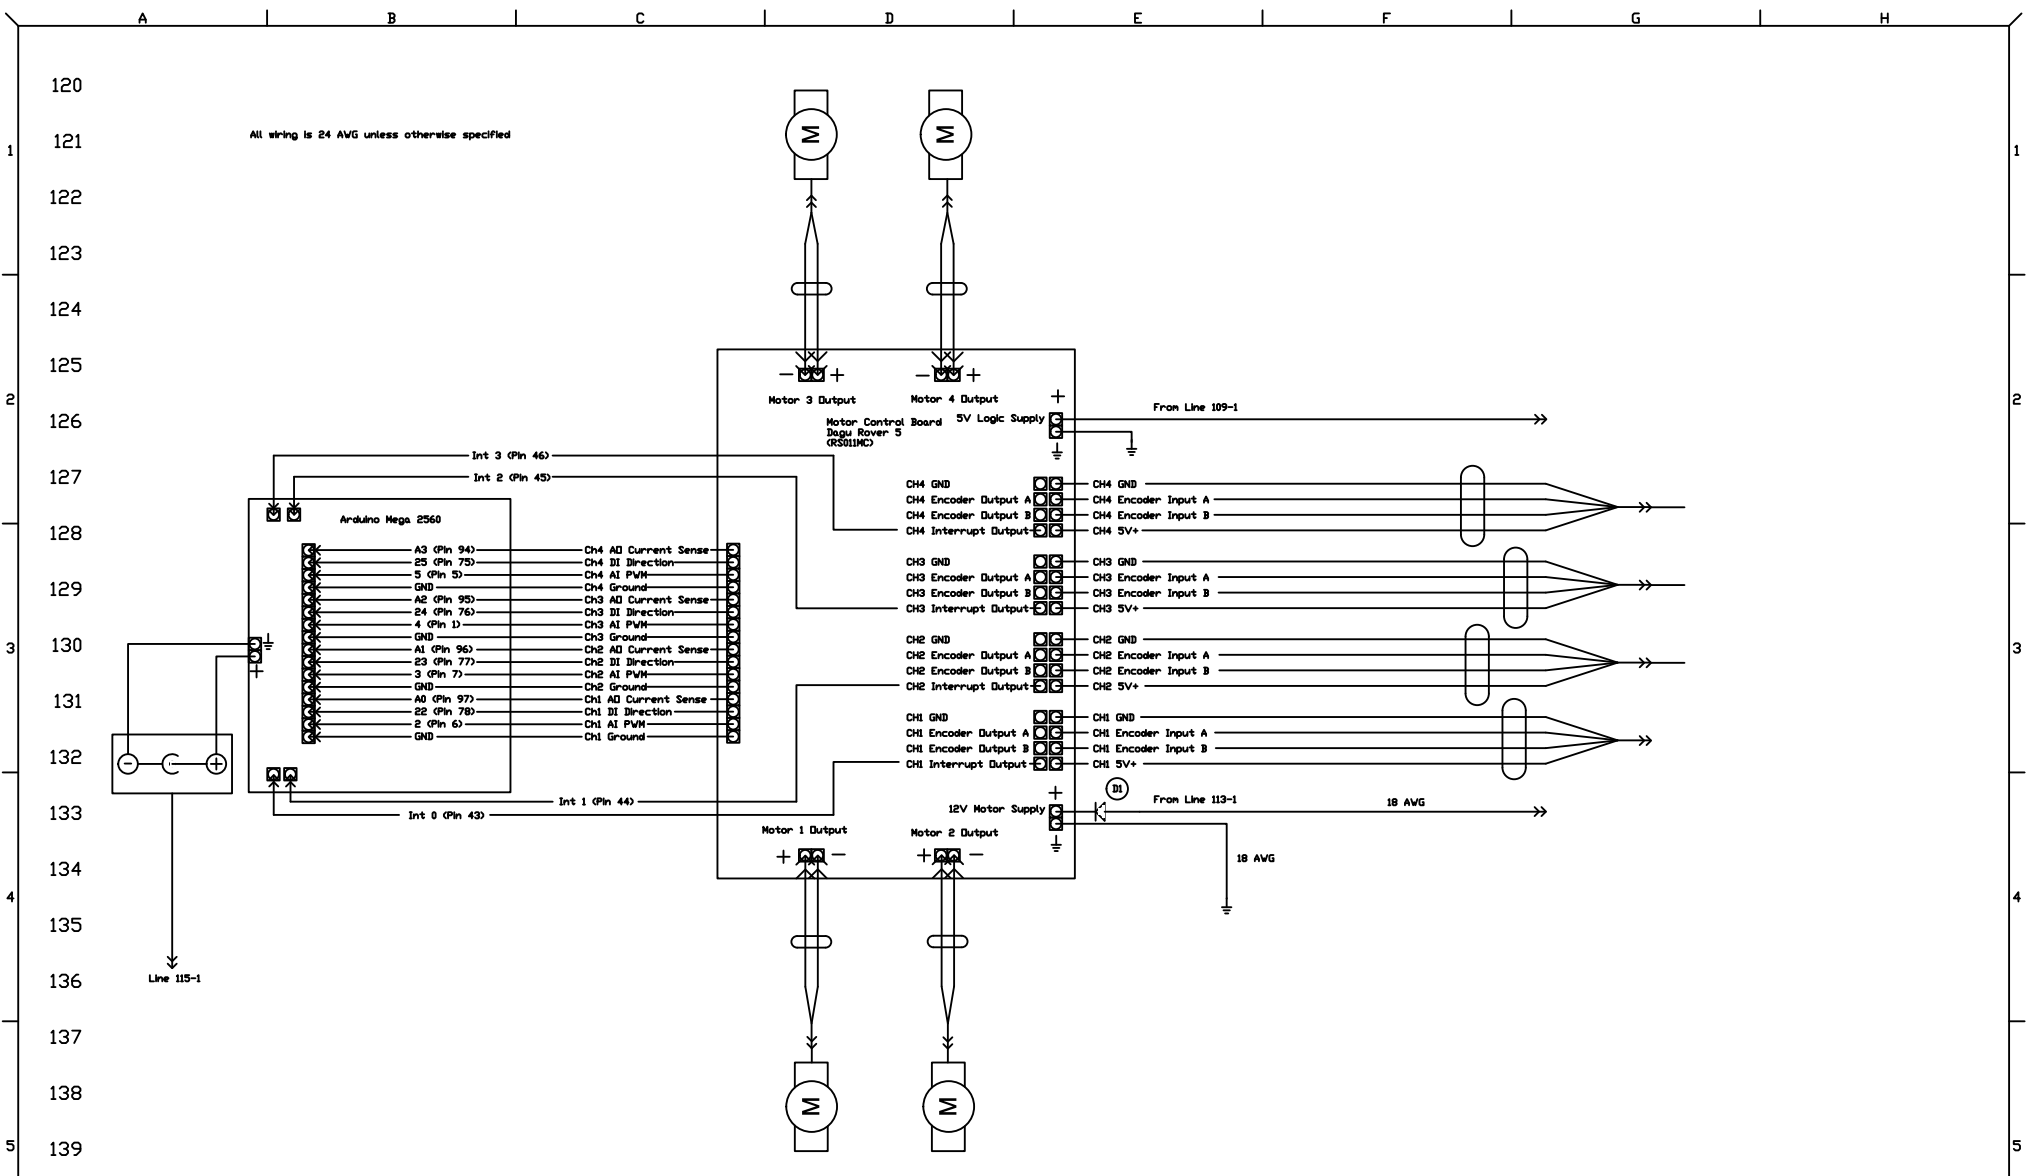 A B C D E F G H
120
All wiring is 24 AWG unless otherwise specified
M M
121
1 1
122
123
124
125
- + - +
Motor 3 Output
Motor 4 Output
+
2 2
From Line 109-1
126
5V Logic Supply
Motor Control Board
Dagu Rover 5
(RS011MC)
Int 3 (Pin 46)
127
Int 2 (Pin 45)
CH4 GND CH4 GND
CH4 Encoder Output A CH4 Encoder Input A
CH4 Encoder Output B CH4 Encoder Input B
CH4 Interrupt Output CH4 5V+
Arduino Mega 2560
128
A3 (Pin 94) Ch4 AO Current Sense
25 (Pin 75) Ch4 DI Direction
5 (Pin 5) Ch4 AI PWM
GND Ch4 Ground
A2 (Pin 95) Ch3 AO Current Sense
24 (Pin 76) Ch3 DI Direction
4 (Pin 1) Ch3 AI PWM
GND Ch3 Ground
A1 (Pin 96) Ch2 AO Current Sense
23 (Pin 77) Ch2 DI Direction
3 (Pin 7) Ch2 AI PWM
GND Ch2 Ground
A0 (Pin 97) Ch1 AO Current Sense
22 (Pin 78) Ch1 DI Direction
2 (Pin 6) Ch1 AI PWM
GND Ch1 Ground
CH3 GND CH3 GND
CH3 Encoder Output A CH3 Encoder Input A
CH3 Encoder Output B CH3 Encoder Input B
CH3 Interrupt Output CH3 5V+
129
130
3 3
+
CH2 GND CH2 GND
CH2 Encoder Output A CH2 Encoder Input A
CH2 Encoder Output B CH2 Encoder Input B
CH2 Interrupt Output CH2 5V+
131
CH1 GND CH1 GND
CH1 Encoder Output A CH1 Encoder Input A
CH1 Encoder Output B CH1 Encoder Input B
CH1 Interrupt Output CH1 5V+
132
- +
+
D1
Int 1 (Pin 44)
From Line 113-1
18 AWG
12V Motor Supply
133
Int 0 (Pin 43)
Motor 1 Output
Motor 2 Output
+ - + -
18 AWG
134
4 4
135
Line 115-1
136
137
138
M M
139
5 5